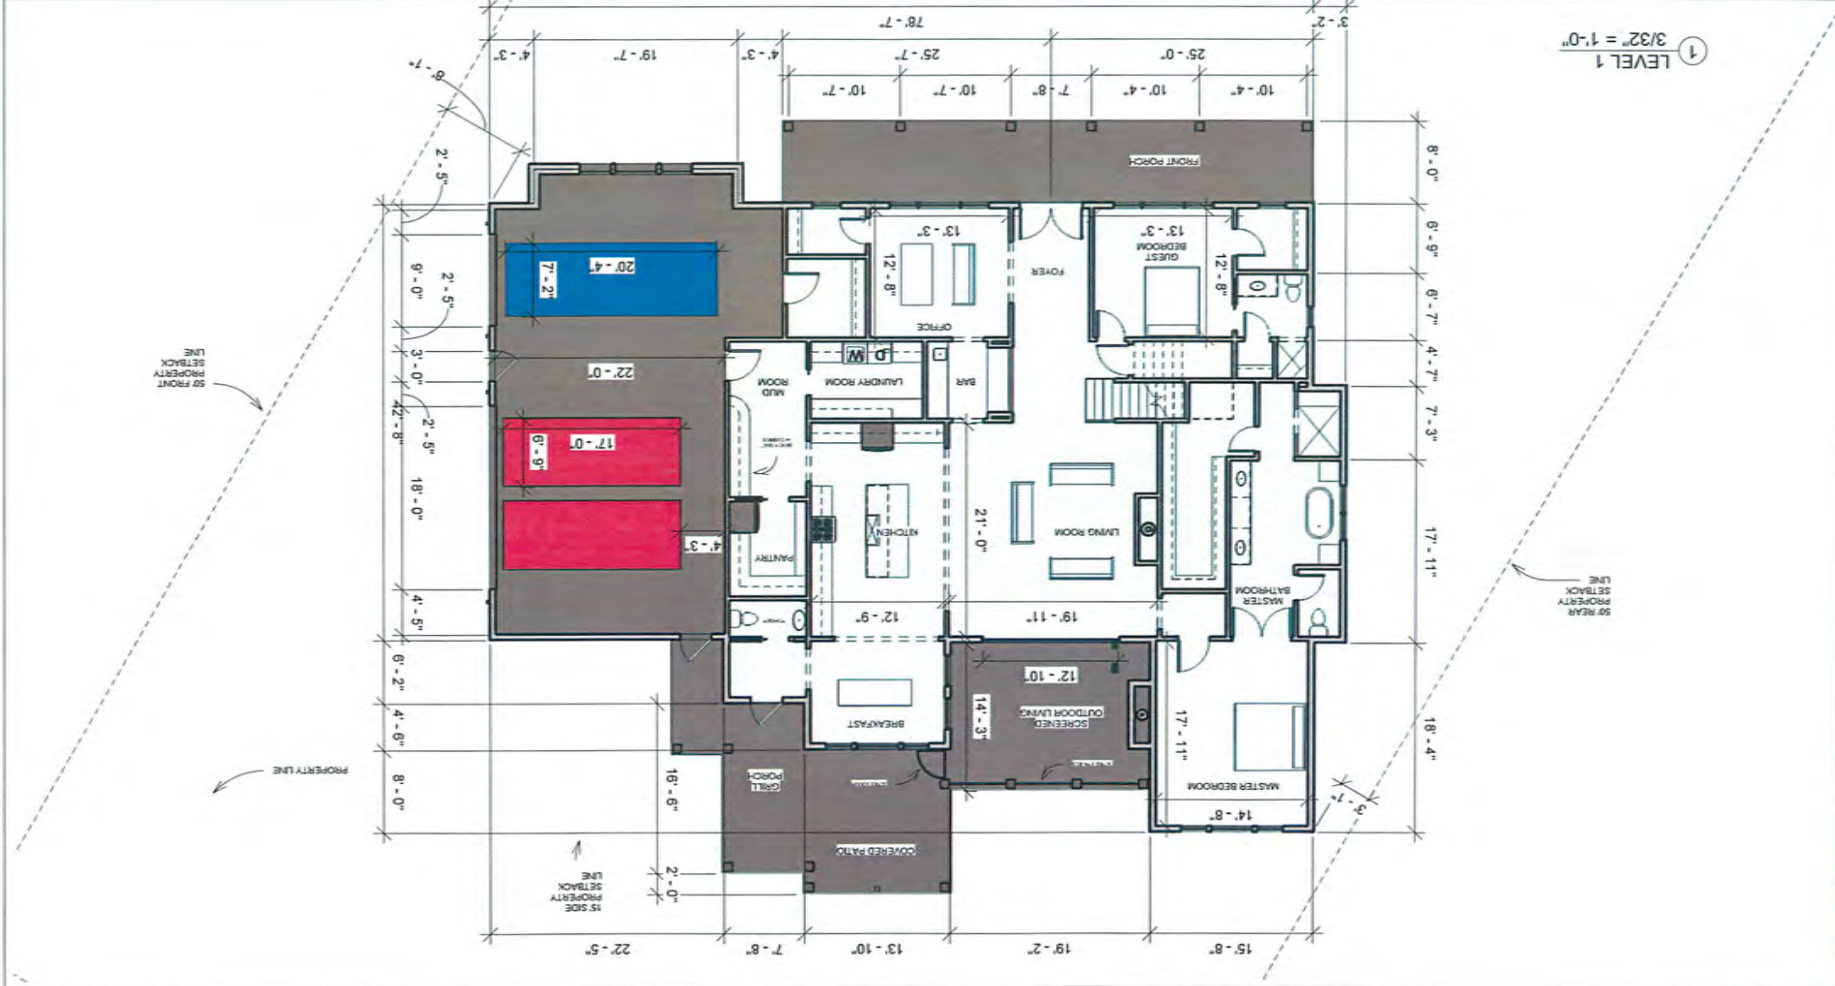 15' - 8"
19' - 2"
13' - 10"
7' - 8"
22' - 5"
15' SIDE
PROPERTY
SETBACK
LINE
2' - 0"
COVERED PATIO
16' - 6"
GRILL
PORCH
PROPERTY LINE
3' - 1"
14' - 8"
MASTER BEDROOM
17' - 11"
18' - 4"
14' - 3"
SCREENED
OUTDOOR LIVING
12' - 10"
BREAKFAST
8' - 0"
4' - 6"
6' - 2"
4' - 5"
19' - 11"
12' - 9"
50' REAR
PROPERTY
SETBACK
LINE
MASTER
BATHROOM
17' - 11"
LIVING ROOM
21' - 0"
KITCHEN
PANTRY
4' - 3"
18' - 0"
17' - 0"
6' - 9"
42' - 8"
2' - 5"
7' - 3"
4' - 7"
BAR
LAUNDRY ROOM
D
W
MUD
ROOM
22' - 0"
3' - 0"
50' FRONT
PROPERTY
SETBACK
LINE
OFFICE
12' - 8"
13' - 3"
FOYER
GUEST
BEDROOM
13' - 3"
12' - 8"
6' - 7"
6' - 9"
20' - 4"
7' - 2"
2' - 5"
9' - 0"
2' - 5"
FRONT PORCH
8' - 0"
10' - 4"
10' - 4"
7' - 8"
10' - 7"
10' - 7"
8' - 1"
25' - 0"
25' - 7"
4' - 3"
19' - 7"
4' - 3"
3' - 2"
78' - 7"
1
LEVEL 1
3/32" = 1'-0"